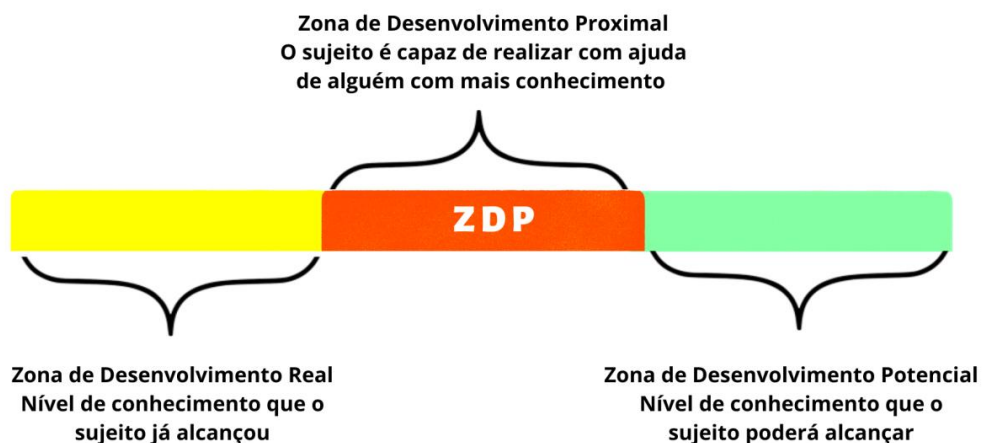 Zona de Desenvolvimento Proximal
O sujeito é capaz de realizar com ajuda
de alguém com mais conhecimento
ZDP
Zona de Desenvolvimento Real
Nível de conhecimento que o
sujeito já alcançou
Zona de Desenvolvimento Potencial
Nível de conhecimento que o
sujeito poderá alcançar